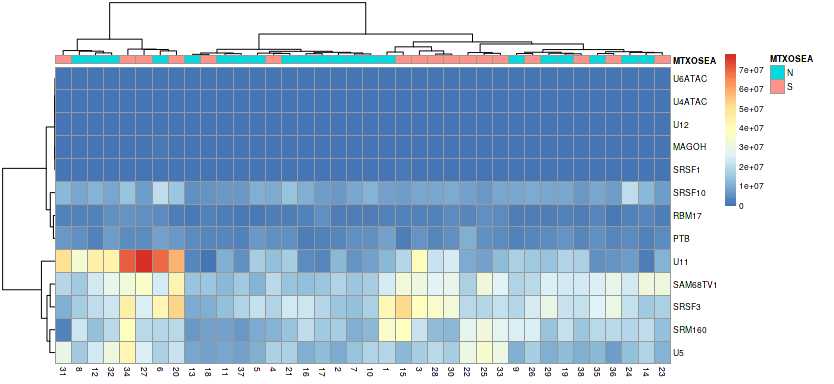 MTXOSEA
MTXOSEA
N
S
7e+07
6e+07
5e+07
4e+07
3e+07
2e+07
1e+07
0
U6ATAC
U4ATAC
U12
MAGOH
SRSF1
SRSF10
RBM17
PTB
U11
SAM68TV1
SRSF3
SRM160
U5
31 8 12 32 34 27 6 20 13 18 11 37 5 4 21 16 17 2 7 10 1 15 3 28 30 22 25 33 9 26 29 19 38 35 36 24 14 23